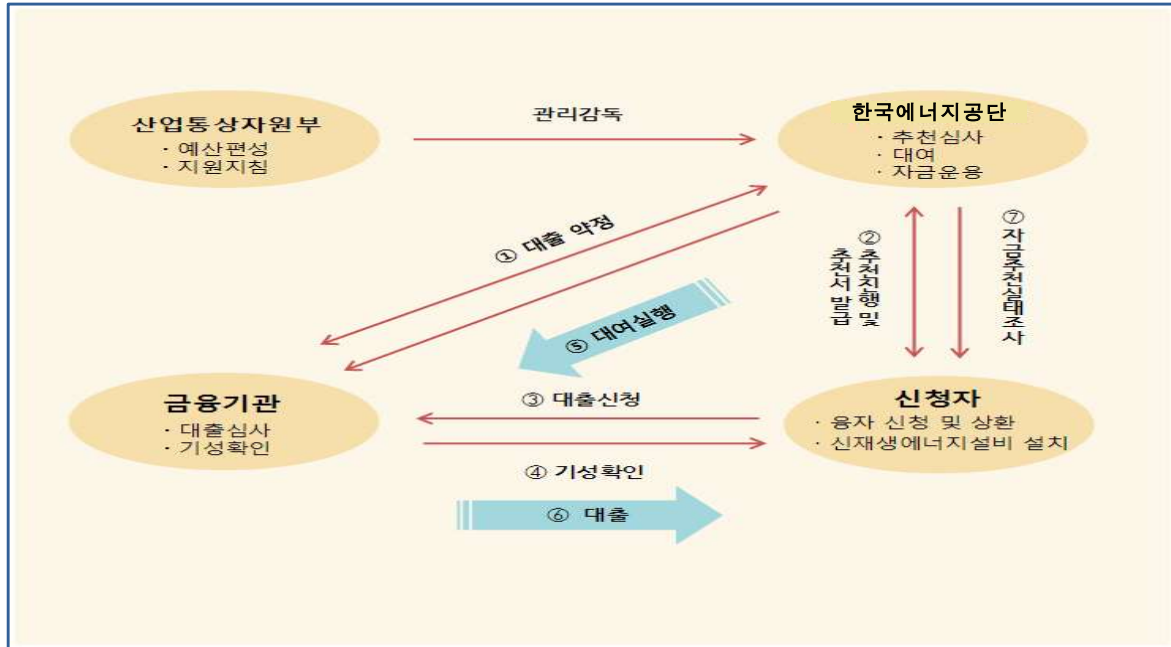 산업통상자원부
· 예산편성
· 지원지침
관리감독
한국에너지공단
· 추천심사
· 대여
· 자금운용
① 대출 약정
② 추천진행 및
추천서 발급
⑦ 자금추천실태조사
⑤ 대여실행
금융기관
· 대출심사
· 기성확인
③ 대출신청
④ 기성확인
⑥ 대출
신청자
· 융자 신청 및 상환
· 신재생에너지설비 설치